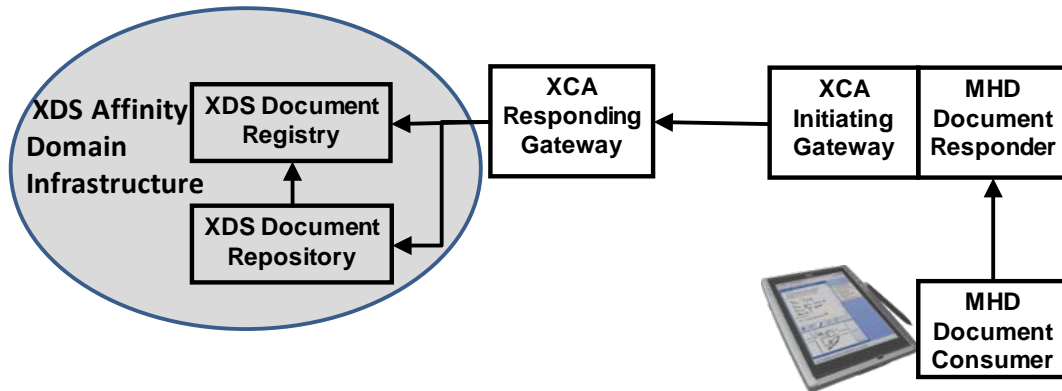 XDS Affinity
Domain
Infrastructure
XDS Document
Registry
XDS Document
Repository
XCA
Responding
Gateway
XCA
Initiating
Gateway
MHD
Document
Responder
MHD
Document
Consumer